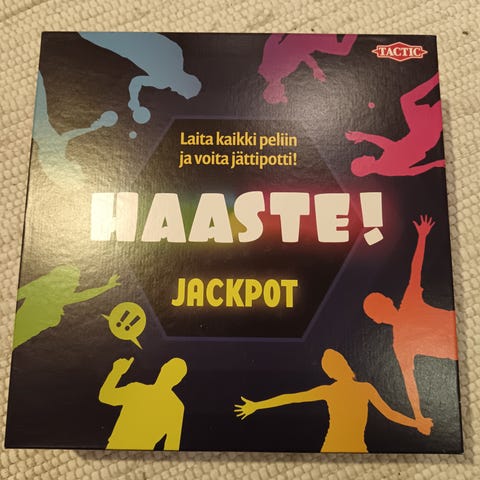 TACTIC
Laita kaikki peliin
ja voita jättipotti!
HAASTE!
JACKPOT
!!